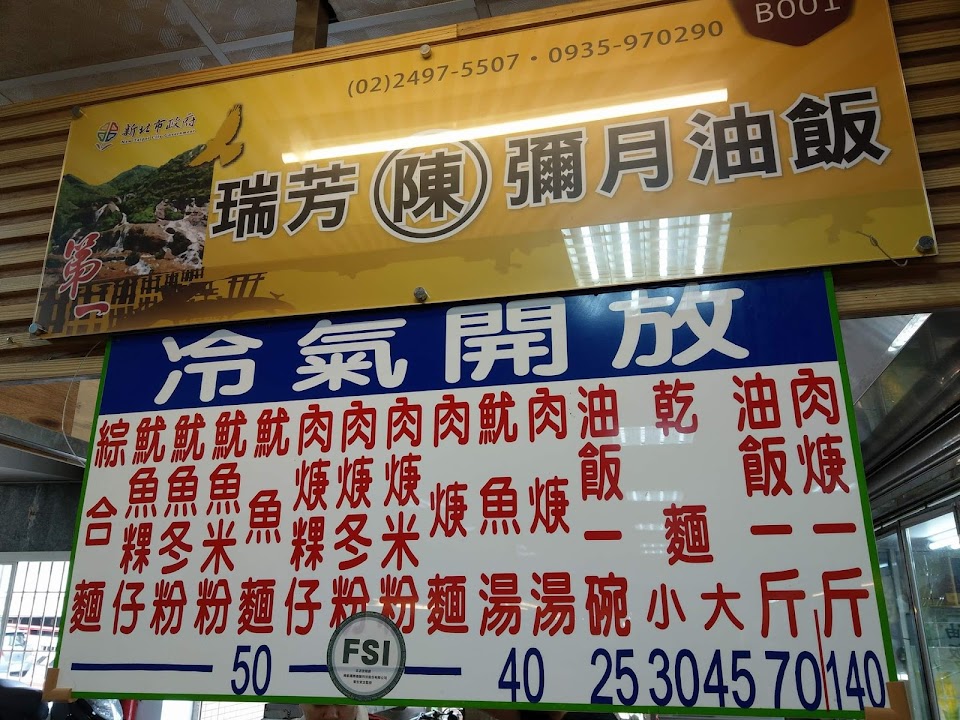 B001
(02)2497-5507・0935-970290
新北市政府
瑞芳 陳 彌月油飯
第一
冷氣開放
肉焿一斤
140
油飯一斤
70
乾麵 小 大
30 45
油飯一碗
25
肉焿湯
魷魚湯
40
肉焿麵
肉焿米粉
肉焿冬粉
肉焿粿仔
魷魚麵
魷魚米粉
魷魚冬粉
魷魚粿仔
綜合麵
50
FSI